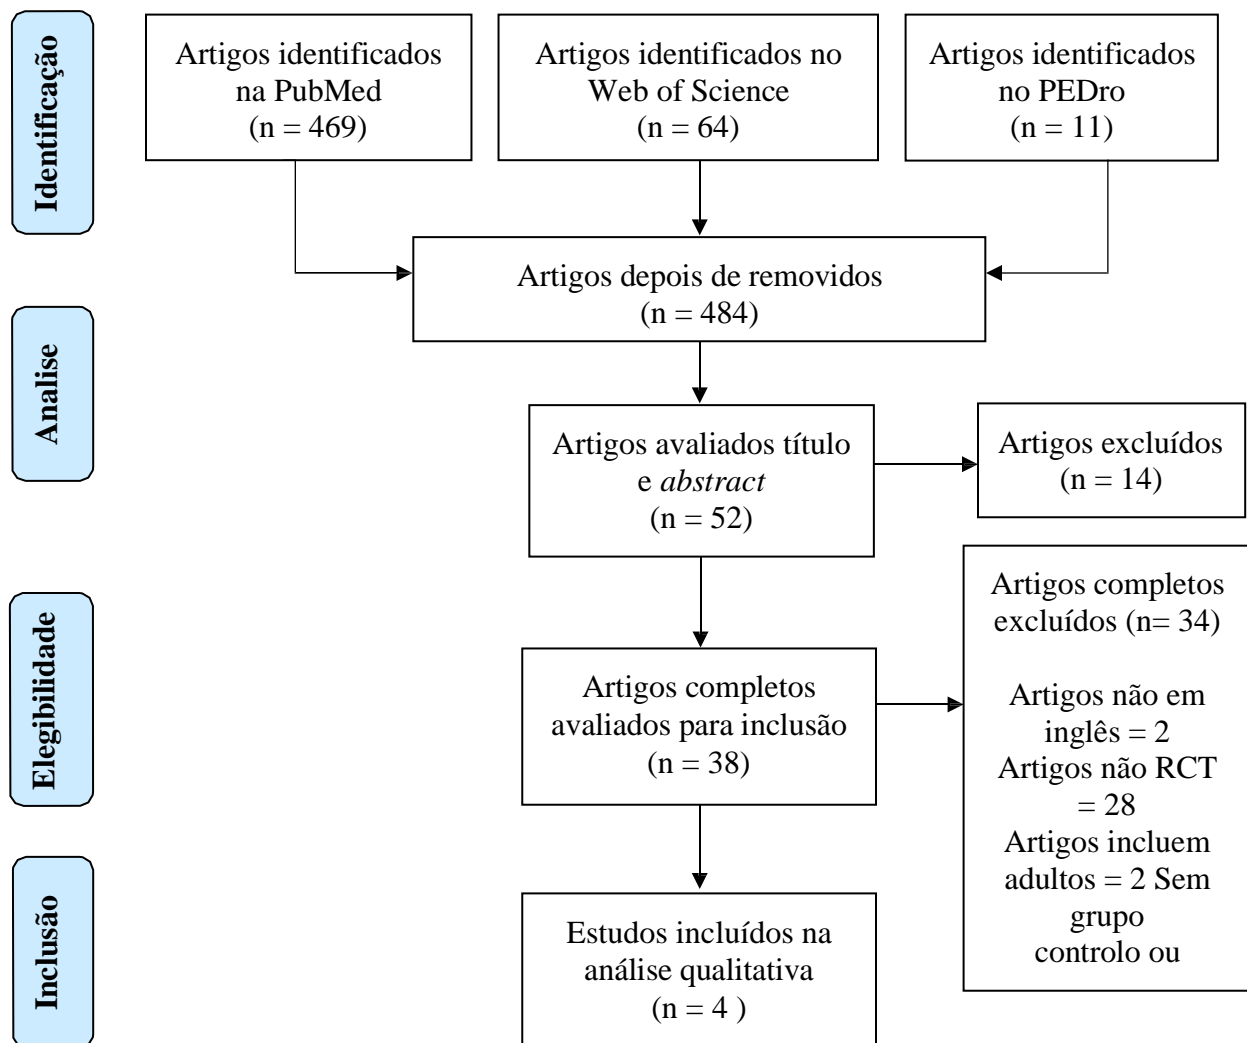 Identificação
Artigos identificados
na PubMed
(n = 469)
Artigos identificados no
Web of Science
(n = 64)
Artigos identificados
no PEDro
(n = 11)
Artigos depois de removidos
(n = 484)
Analise
Artigos avaliados título
e abstract
(n = 52)
Artigos excluídos
(n = 14)
Elegibilidade
Artigos completos
avaliados para inclusão
(n = 38)
Artigos completos
excluídos (n= 34)
Artigos não em
inglês = 2
Artigos não RCT
= 28
Artigos incluem
adultos = 2 Sem
grupo
controlo ou
Inclusão
Estudos incluídos na
análise qualitativa
(n = 4 )